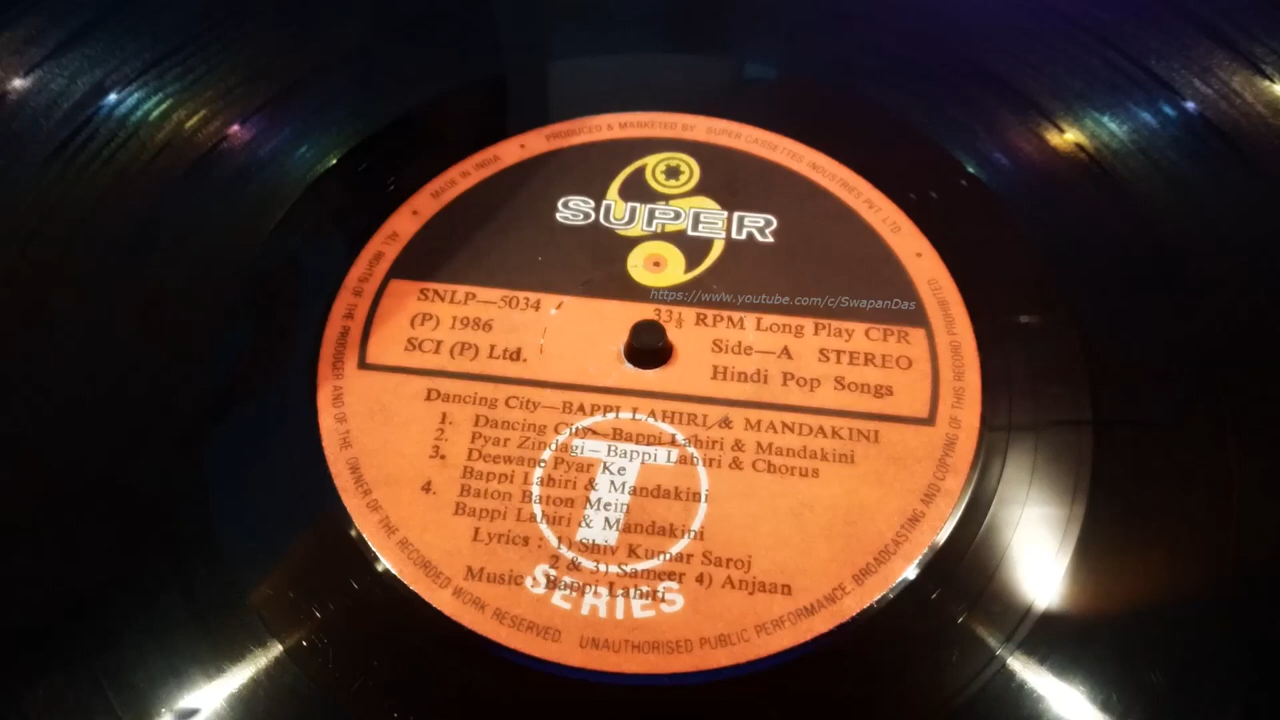 MADE IN INDIA • PRODUCED & MARKETED BY SUPER CASSETTES INDUSTRIES PVT. LTD.
SUPER
https://www.youtube.com/c/SwapanDas
SNLP—5034
(P) 1986
SCI (P) Ltd.
33⅓ RPM Long Play CPR
Side—A STEREO
Hindi Pop Songs
Dancing City—BAPPI LAHIRI & MANDAKINI
1. Dancing City—Bappi Lahiri & Mandakini
2. Pyar Zindagi—Bappi Lahiri & Chorus
3. Deewane Pyar Ke
Bappi Lahiri & Mandakini
4. Baton Baton Mein
Bappi Lahiri & Mandakini
Lyrics : 1) Shiv Kumar Saroj
2 & 3) Sameer 4) Anjaan
Music : Bappi Lahiri
T
SERIES
ALL RIGHTS OF THE PRODUCER AND OF THE OWNER OF THE RECORDED WORK RESERVED. UNAUTHORISED PUBLIC PERFORMANCE. BROADCASTING AND COPYING OF THIS RECORD PROHIBITED